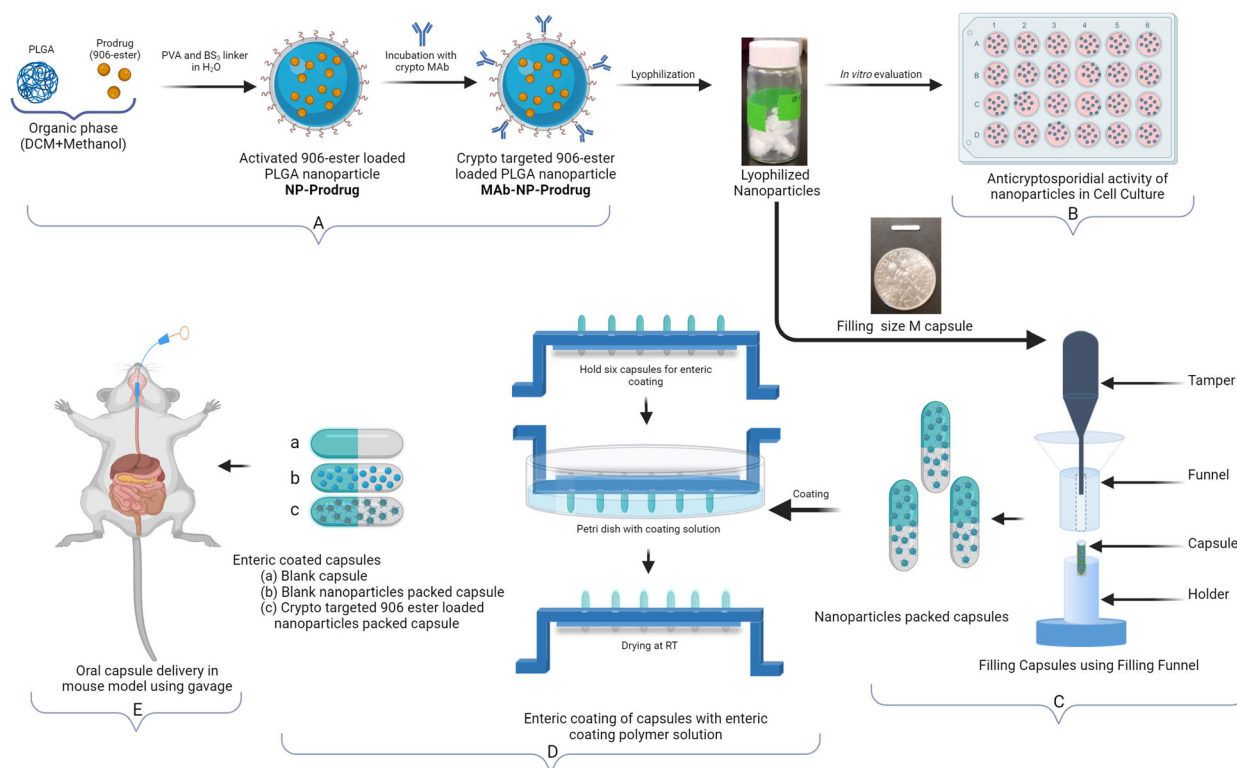 PLGA
Prodrug
(906-ester)
Organic phase
(DCM+Methanol)
PVA and BS₃ linker
in H₂O
Activated 906-ester loaded
PLGA nanoparticle
NP-Prodrug
Incubation with
crypto MAb
Crypto targeted 906-ester
loaded PLGA nanoparticle
MAb-NP-Prodrug
A
Lyophilization
Lyophilized
Nanoparticles
In vitro evaluation
1 2 3 4 5 6
A
B
C
D
Anticryptosporidial activity of
nanoparticles in Cell Culture
B
Filling size M capsule
Tamper
Funnel
Capsule
Holder
Filling Capsules using Filling Funnel
Nanoparticles packed capsules
C
Coating
Hold six capsules for enteric
coating
Petri dish with coating solution
Drying at RT
Enteric coating of capsules with enteric
coating polymer solution
a
b
c
Enteric coated capsules
(a) Blank capsule
(b) Blank nanoparticles packed capsule
(c) Crypto targeted 906 ester loaded
nanoparticles packed capsule
D
Oral capsule delivery in
mouse model using gavage
E